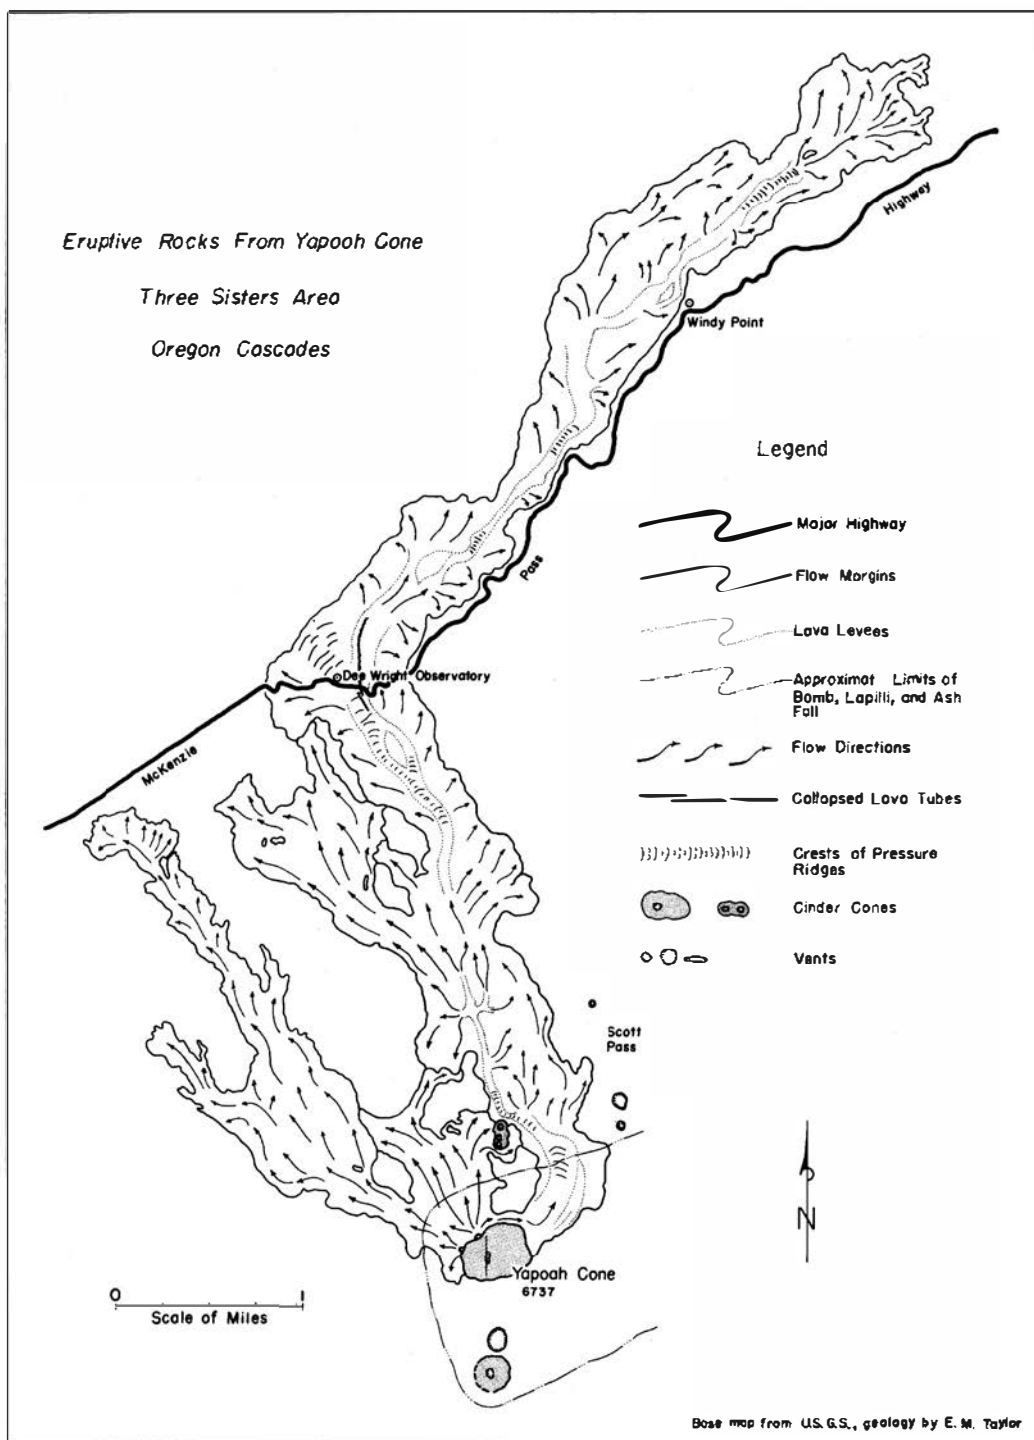 Eruptive Rocks From Yapoah Cone
Three Sisters Area
Oregon Cascades
Highway
Windy Point
Legend
Major Highway
Flow Margins
Lava Levees
Approximat Limits of
Bomb, Lapilli, and Ash
Fall
Flow Directions
Collapsed Lava Tubes
Crests of Pressure
Ridges
Cinder Cones
Vents
Pass
Dee Wright Observatory
McKenzie
Scott
Pass
N
Yapoah Cone
6737
0 1
Scale of Miles
Base map from U.S.G.S., geology by E. M. Taylor